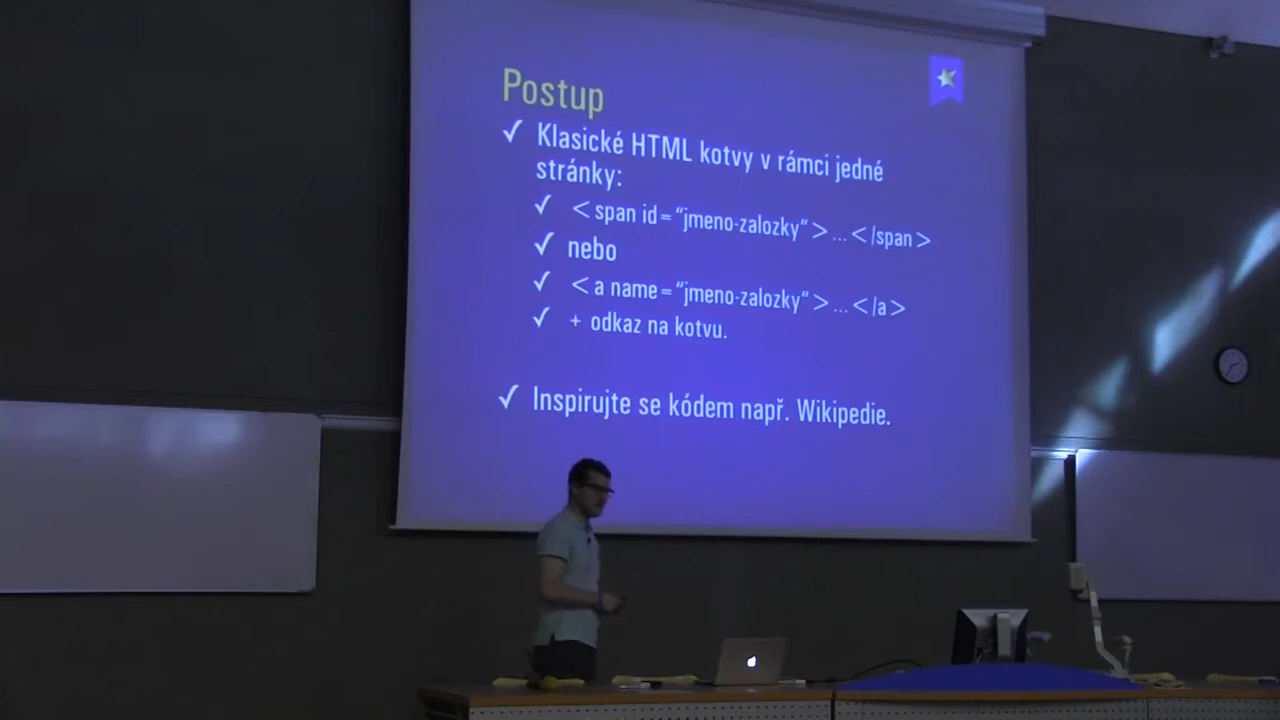 Postup
✓ Klasické HTML kotvy v rámci jedné
stránky:
✓ <span id=“jmeno-zalozky“>...</span>
✓ nebo
✓ <a name=“jmeno-zalozky“>...</a>
✓ + odkaz na kotvu.
✓ Inspirujte se kódem např. Wikipedie.